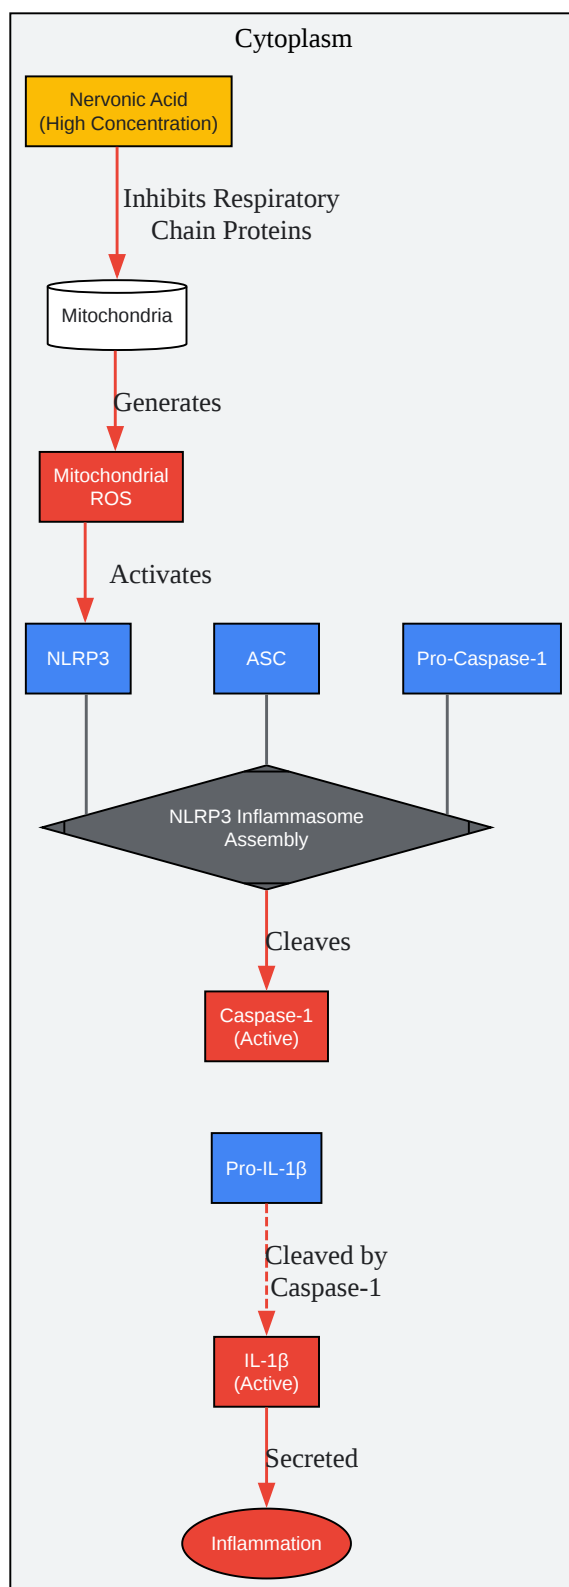 Cytoplasm
Nervonic Acid
(High Concentration)
Inhibits Respiratory
Chain Proteins
Mitochondria
Generates
Mitochondrial
ROS
Activates
NLRP3
ASC
Pro-Caspase-1
NLRP3 Inflammasome
Assembly
Cleaves
Caspase-1
(Active)
Pro-IL-1β
Cleaved by
Caspase-1
IL-1β
(Active)
Secreted
Inflammation